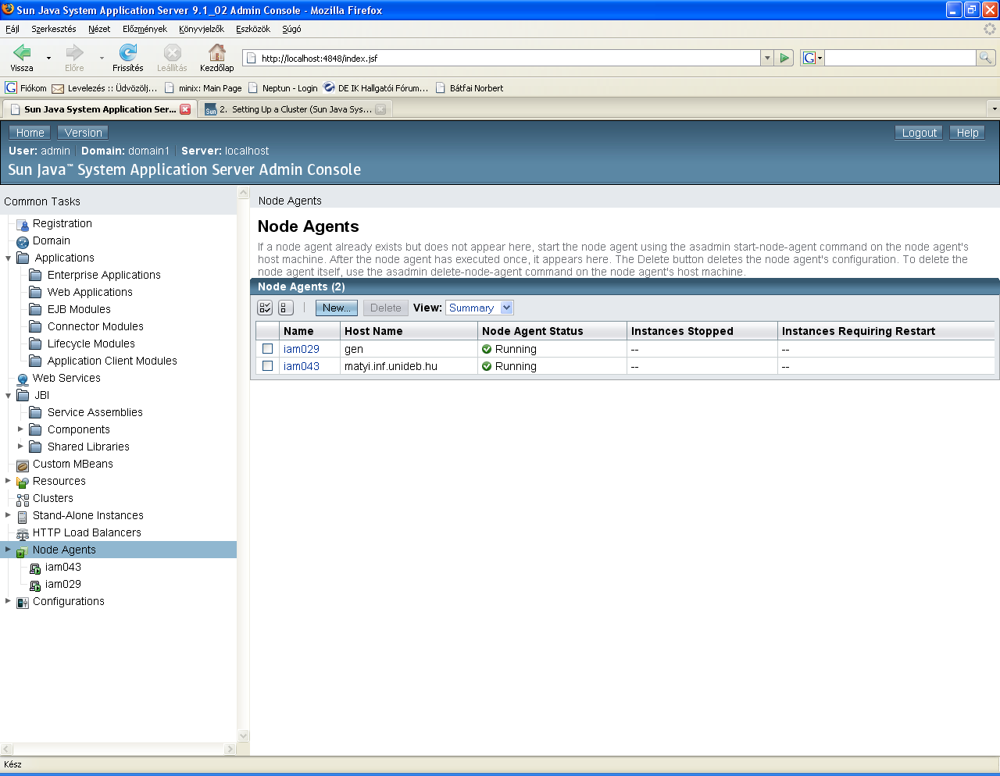 Sun Java System Application Server 9.1_02 Admin Console - Mozilla Firefox
Fájl Szerkesztés Nézet Előzmények Könyvjelzők Eszközök Súgó
Vissza Előre Frissítés Leállítás Kezdőlap http://localhost:4848/index.jsf
Fiókom Levelezés :: Üdvözölj... minix: Main Page Neptun - Login DE IK Hallgatói Fórum... Bátfai Norbert
Sun Java System Application Ser... 2. Setting Up a Cluster (Sun Java Sys...
Home Version Logout Help
User: admin Domain: domain1 Server: localhost
Sun Java™ System Application Server Admin Console
Common Tasks
Registration
Domain
Applications
Enterprise Applications
Web Applications
EJB Modules
Connector Modules
Lifecycle Modules
Application Client Modules
Web Services
JBI
Service Assemblies
Components
Shared Libraries
Custom MBeans
Resources
Clusters
Stand-Alone Instances
HTTP Load Balancers
Node Agents
iam043
iam029
Configurations
Node Agents
Node Agents
If a node agent already exists but does not appear here, start the node agent using the asadmin start-node-agent command on the node agent's
host machine. After the node agent has executed once, it appears here. The Delete button deletes the node agent's configuration. To delete the
node agent itself, use the asadmin delete-node-agent command on the node agent's host machine.
Node Agents (2)
New... Delete View: Summary
Name Host Name Node Agent Status Instances Stopped Instances Requiring Restart
iam029 gen Running -- --
iam043 matyi.inf.unideb.hu Running -- --
Kész